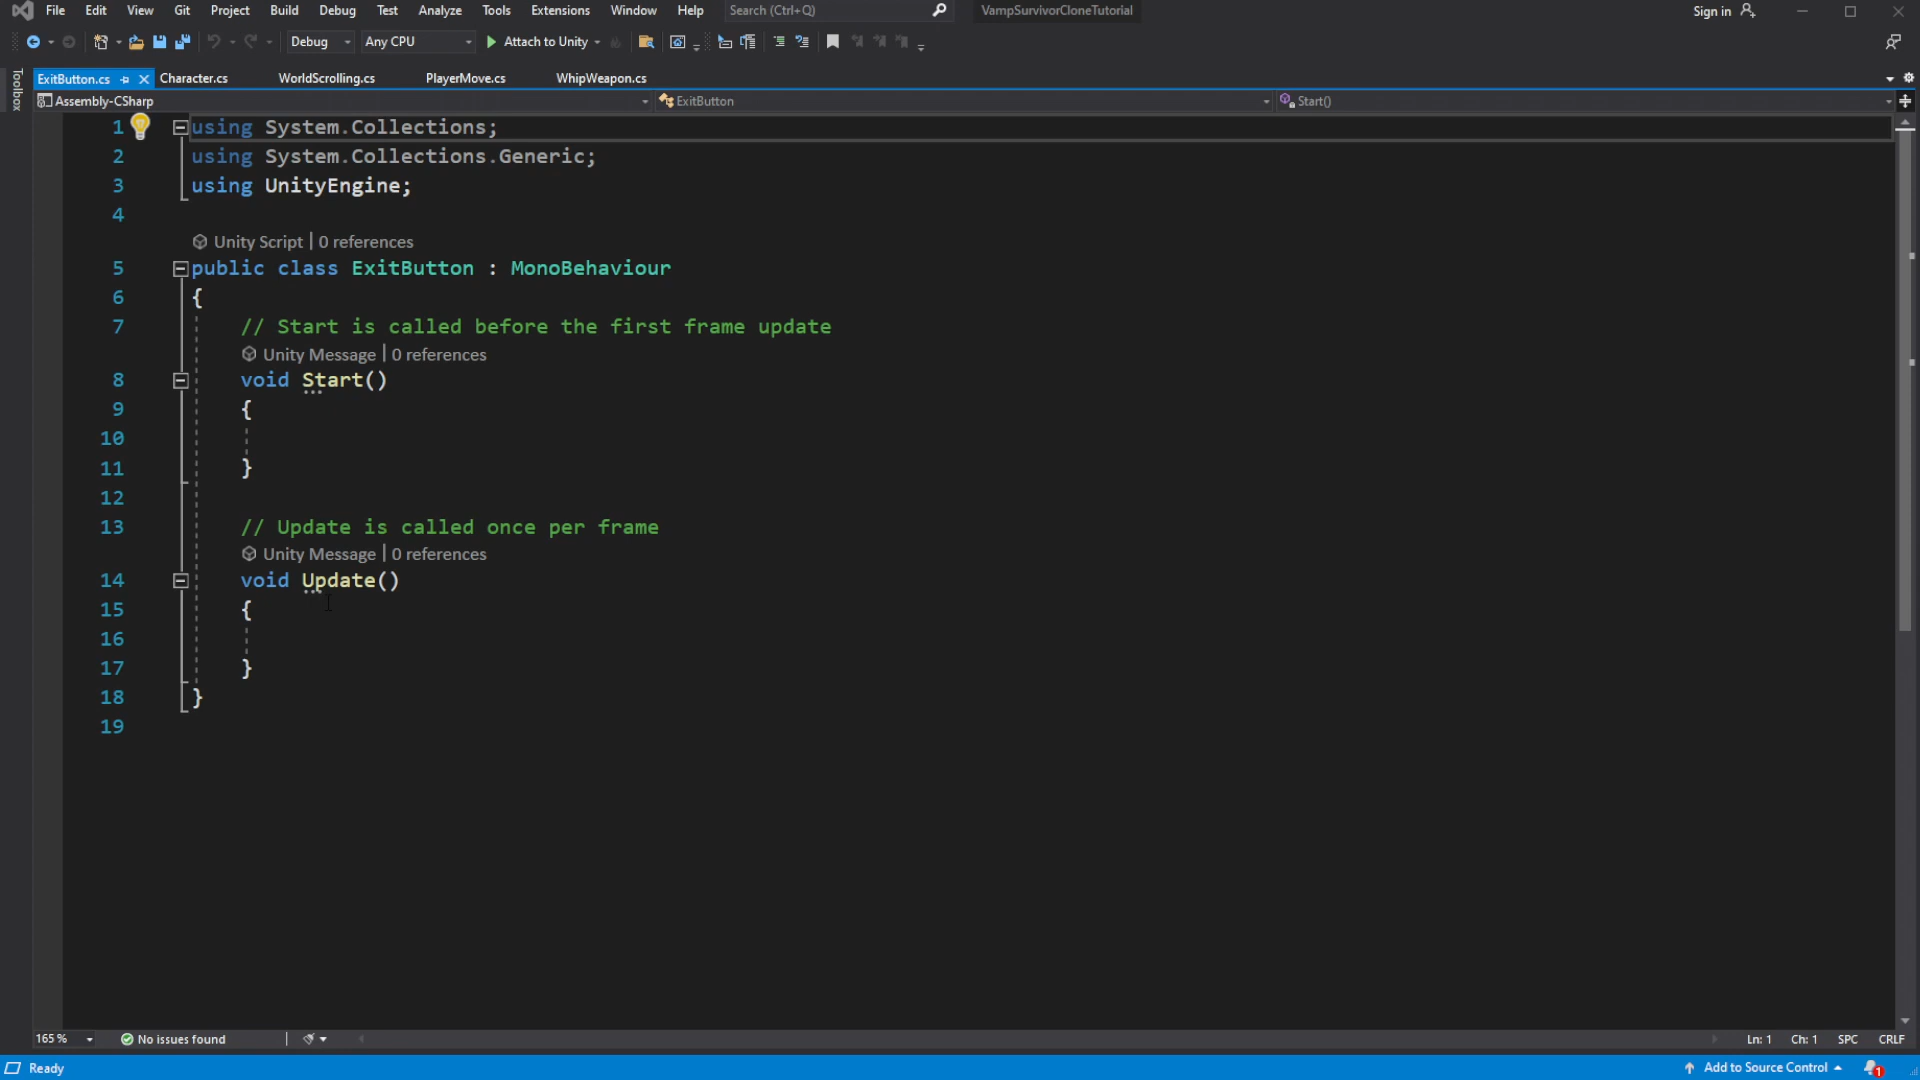 File Edit View Git Project Build Debug Test Analyze Tools Extensions Window Help Search (Ctrl+Q) VampSurvivorCloneTutorial Sign in
Debug Any CPU Attach to Unity
Toolbox
ExitButton.cs Character.cs WorldScrolling.cs PlayerMove.cs WhipWeapon.cs
Assembly-CSharp ExitButton Start()
1 using System.Collections;
2 using System.Collections.Generic;
3 using UnityEngine;
4
Unity Script | 0 references
5 public class ExitButton : MonoBehaviour
6 {
7 // Start is called before the first frame update
Unity Message | 0 references
8 void Start()
9 {
10
11 }
12
13 // Update is called once per frame
Unity Message | 0 references
14 void Update()
15 {
16
17 }
18 }
19
165 % No issues found Ln: 1 Ch: 1 SPC CRLF
Ready Add to Source Control 1